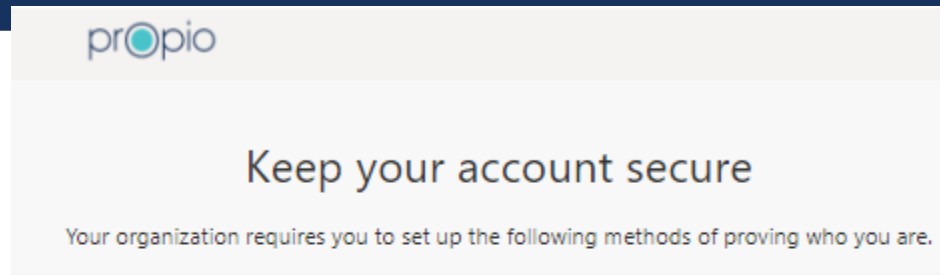 propio
Keep your account secure
Your organization requires you to set up the following methods of proving who you are.